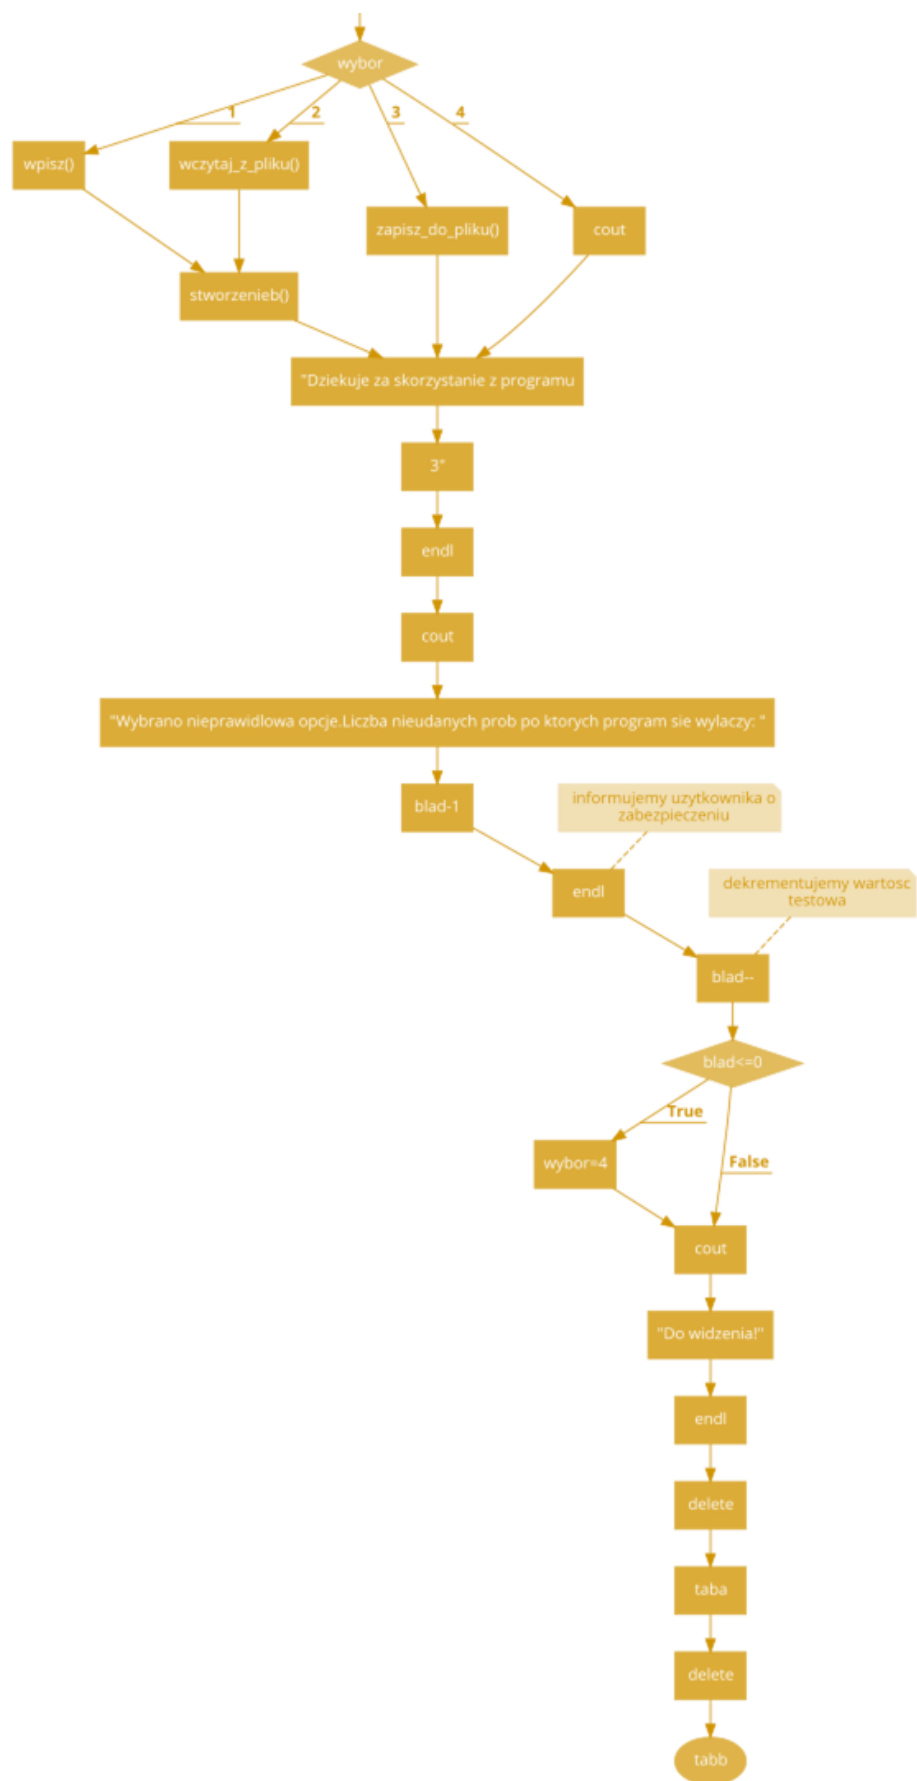 wybor
1
2
3
4
wpisz()
wczytaj_z_pliku()
zapisz_do_pliku()
cout
stworzenieb()
"Dziekuje za skorzystanie z programu
3"
endl
cout
"Wybrano nieprawidlowa opcje.Liczba nieudanych prob po ktorych program sie wylaczy: "
blad-1
informujemy uzytkownika o
zabezpieczeniu
endl
dekrementujemy wartosc
testowa
blad--
blad<=0
True
False
wybor=4
cout
"Do widzenia!"
endl
delete
taba
delete
tabb